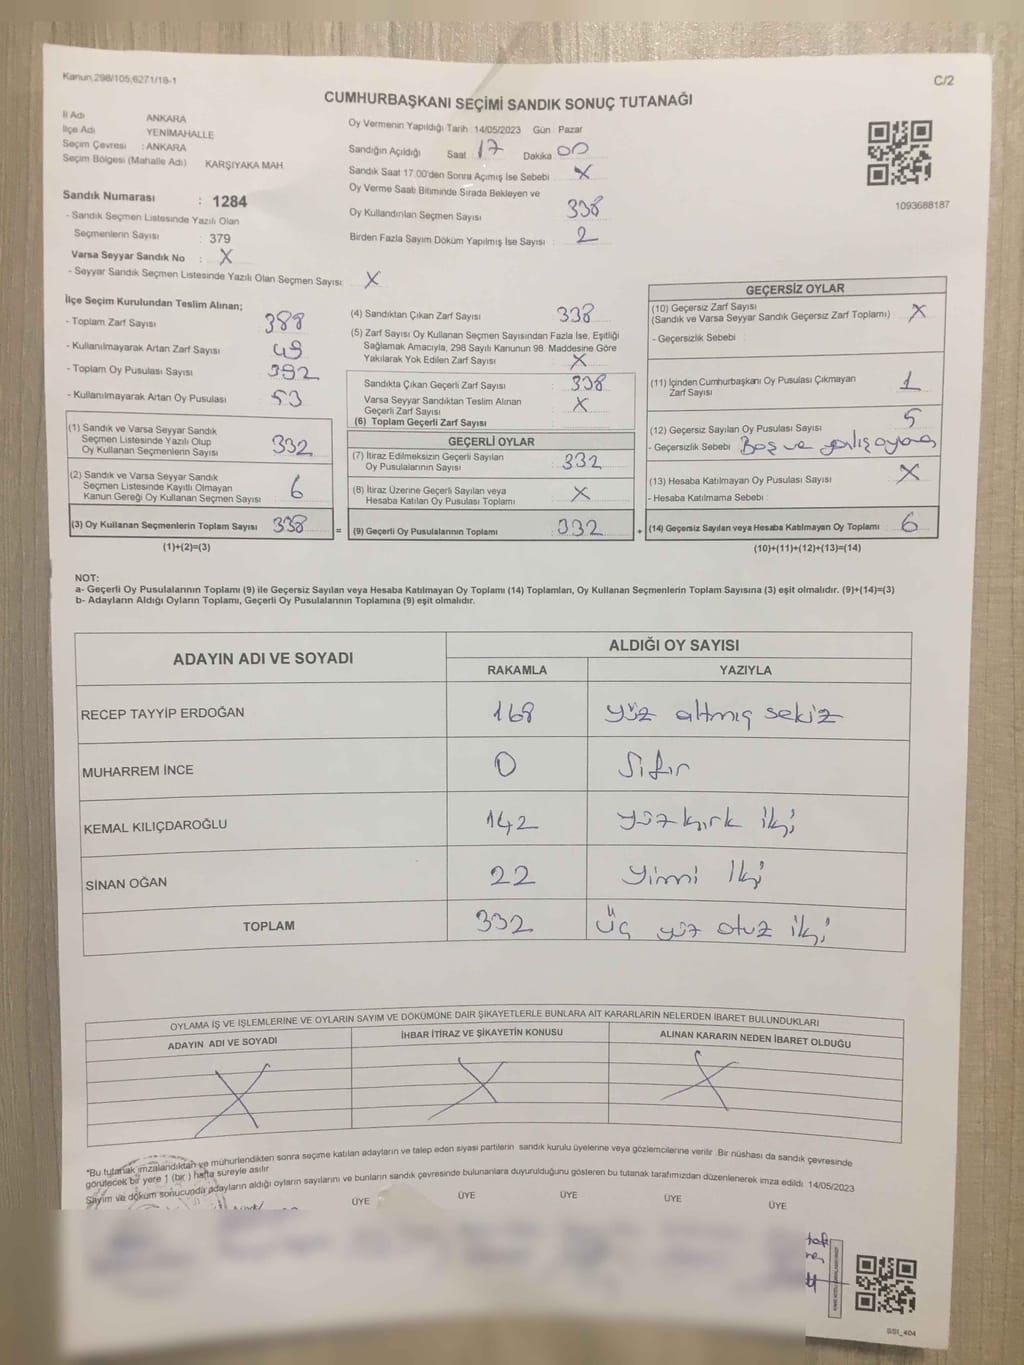 Kanun,298/105,6271/18-1
C/2
CUMHURBAŞKANI SEÇİMİ SANDIK SONUÇ TUTANAĞI
İl Adı ANKARA
İlçe Adı YENİMAHALLE
Seçim Çevresi : ANKARA
Seçim Bölgesi (Mahalle Adı) KARŞIYAKA MAH.
Sandık Numarası : 1284
- Sandık Seçmen Listesinde Yazılı Olan
Seçmenlerin Sayısı : 379
Varsa Seyyar Sandık No : X
- Seyyar Sandık Seçmen Listesinde Yazılı Olan Seçmen Sayısı: X
Oy Vermenin Yapıldığı Tarih :14/05/2023 Gün : Pazar
Sandığın Açıldığı Saat 17 Dakika 00
Sandık Saat 17.00'den Sonra Açımış İse Sebebi : X
Oy Verme Saati Bitiminde Sırada Bekleyen ve
Oy Kullandırılan Seçmen Sayısı 338
Birden Fazla Sayım Döküm Yapılmış İse Sayısı : 2
1093688187
İlçe Seçim Kurulundan Teslim Alınan;
- Toplam Zarf Sayısı 388
- Kullanılmayarak Artan Zarf Sayısı 49
- Toplam Oy Pusulası Sayısı 392
- Kullanılmayarak Artan Oy Pusulası 53
(1) Sandık ve Varsa Seyyar Sandık
Seçmen Listesinde Yazılı Olup
Oy Kullanan Seçmenlerin Sayısı 332
(2) Sandık ve Varsa Seyyar Sandık
Seçmen Listesinde Kayıtlı Olmayan
Kanun Gereği Oy Kullanan Seçmen Sayısı 6
(3) Oy Kullanan Seçmenlerin Toplam Sayısı 338
(1)+(2)=(3)
=
(4) Sandıktan Çıkan Zarf Sayısı 338
(5) Zarf Sayısı Oy Kullanan Seçmen Sayısından Fazla İse, Eşitliği
Sağlamak Amacıyla, 298 Sayılı Kanunun 98. Maddesine Göre
Yakılarak Yok Edilen Zarf Sayısı X
Sandıkta Çıkan Geçerli Zarf Sayısı 338
Varsa Seyyar Sandıktan Teslim Alınan
Geçerli Zarf Sayısı X
(6) Toplam Geçerli Zarf Sayısı
GEÇERLİ OYLAR
(7) İtiraz Edilmeksizin Geçerli Sayılan
Oy Pusulalarının Sayısı : 332
(8) İtiraz Üzerine Geçerli Sayılan veya
Hesaba Katılan Oy Pusulası Toplamı X
(9) Geçerli Oy Pusulalarının Toplamı 332
+
GEÇERSİZ OYLAR
(10) Geçersiz Zarf Sayısı
(Sandık ve Varsa Seyyar Sandık Geçersiz Zarf Toplamı) X
- Geçersizlik Sebebi :
(11) İçinden Cumhurbaşkanı Oy Pusulası Çıkmayan
Zarf Sayısı 1
(12) Geçersiz Sayılan Oy Pusulası Sayısı 5
- Geçersizlik Sebebi Boş ve yanlış oylama
(13) Hesaba Katılmayan Oy Pusulası Sayısı X
- Hesaba Katılmama Sebebi :
(14) Geçersiz Sayılan veya Hesaba Katılmayan Oy Toplamı 6
(10)+(11)+(12)+(13)=(14)
NOT:
a- Geçerli Oy Pusulalarının Toplamı (9) ile Geçersiz Sayılan veya Hesaba Katılmayan Oy Toplamı (14) Toplamları, Oy Kullanan Seçmenlerin Toplam Sayısına (3) eşit olmalıdır. (9)+(14)=(3)
b- Adayların Aldığı Oyların Toplamı, Geçerli Oy Pusulalarının Toplamına (9) eşit olmalıdır.
ADAYIN ADI VE SOYADI
ALDIĞI OY SAYISI
RAKAMLA YAZIYLA
RECEP TAYYİP ERDOĞAN 168 yüz altmış sekiz
MUHARREM İNCE 0 Sıfır
KEMAL KILIÇDAROĞLU 142 yüz kırk iki
SİNAN OĞAN 22 yirmi iki
TOPLAM 332 Üç yüz otuz iki
OYLAMA İŞ VE İŞLEMLERİNE VE OYLARIN SAYIM VE DÖKÜMÜNE DAİR ŞİKAYETLERLE BUNLARA AİT KARARLARIN NELERDEN İBARET BULUNDUKLARI
ADAYIN ADI VE SOYADI İHBAR İTİRAZ VE ŞİKAYETİN KONUSU ALINAN KARARIN NEDEN İBARET OLDUĞU
X X X
"Bu tutanak imzalandıktan ve mühürlendikten sonra seçime katılan adayların ve talep eden siyasi partilerin sandık kurulu üyelerine veya gözlemcilerine verilir. Bir nüshası da sandık çevresinde
görülecek bir yere 1 (bir ) hafta süreyle asılır.
Sayım ve döküm sonucunda adayların aldığı oyların sayılarını ve bunların sandık çevresinde bulunanlara duyurulduğunu gösteren bu tutanak tarafımızdan düzenlenerek imza edildi. 14/05/2023
ÜYE ÜYE ÜYE ÜYE ÜYE
GSI_404